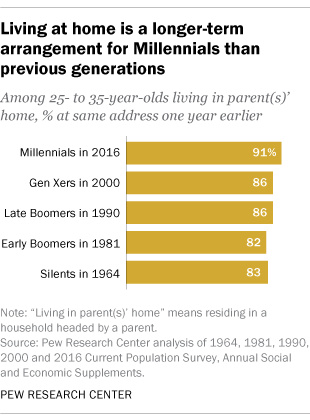 Living at home is a longer-term
arrangement for Millennials than
previous generations
Among 25- to 35-year-olds living in parent(s)’
home, % at same address one year earlier
Millennials in 2016 91%
Gen Xers in 2000 86
Late Boomers in 1990 86
Early Boomers in 1981 82
Silents in 1964 83
Note: “Living in parent(s)’ home” means residing in a
household headed by a parent.
Source: Pew Research Center analysis of 1964, 1981, 1990,
2000 and 2016 Current Population Survey, Annual Social
and Economic Supplements.
PEW RESEARCH CENTER